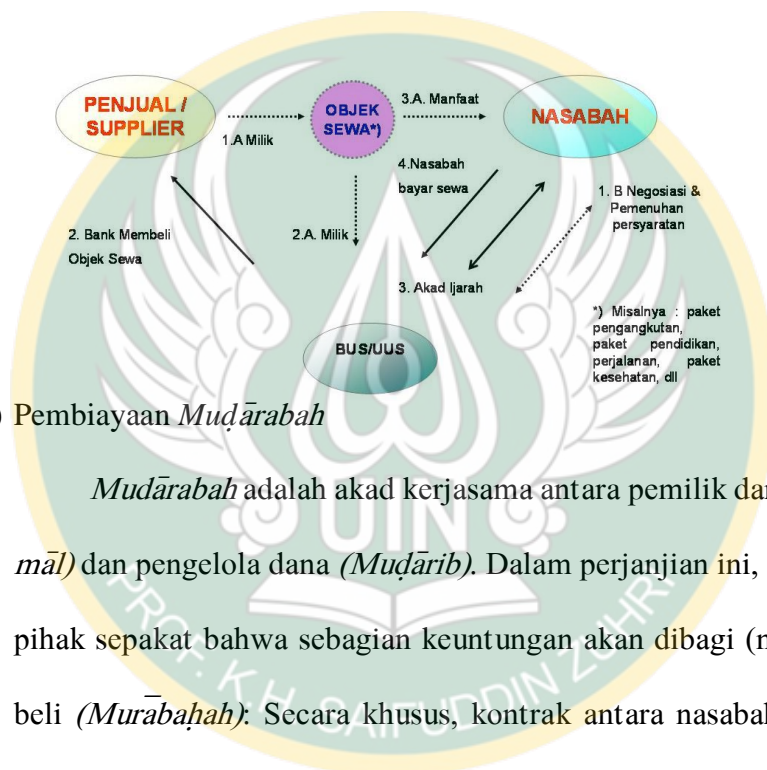 PENJUAL /
SUPPLIER
1.A Milik
OBJEK
SEWA*)
3.A. Manfaat
NASABAH
4.Nasabah
bayar sewa
1. B Negosiasi &
Pemenuhan
persyaratan
2. Bank Membeli
Objek Sewa
2.A. Milik
3. Akad Ijarah
*) Misalnya : paket
pengangkutan,
paket pendidikan,
perjalanan, paket
kesehatan, dll
BUS/UUS
) Pembiayaan Muḍārabah
Mudārabah adalah akad kerjasama antara pemilik dan
māl) dan pengelola dana (Muḍārib). Dalam perjanjian ini,
pihak sepakat bahwa sebagian keuntungan akan dibagi (n
beli (Murābaḥah): Secara khusus, kontrak antara nasabah
UIN
PROF. K.H. SAIFUDDIN ZUHRI